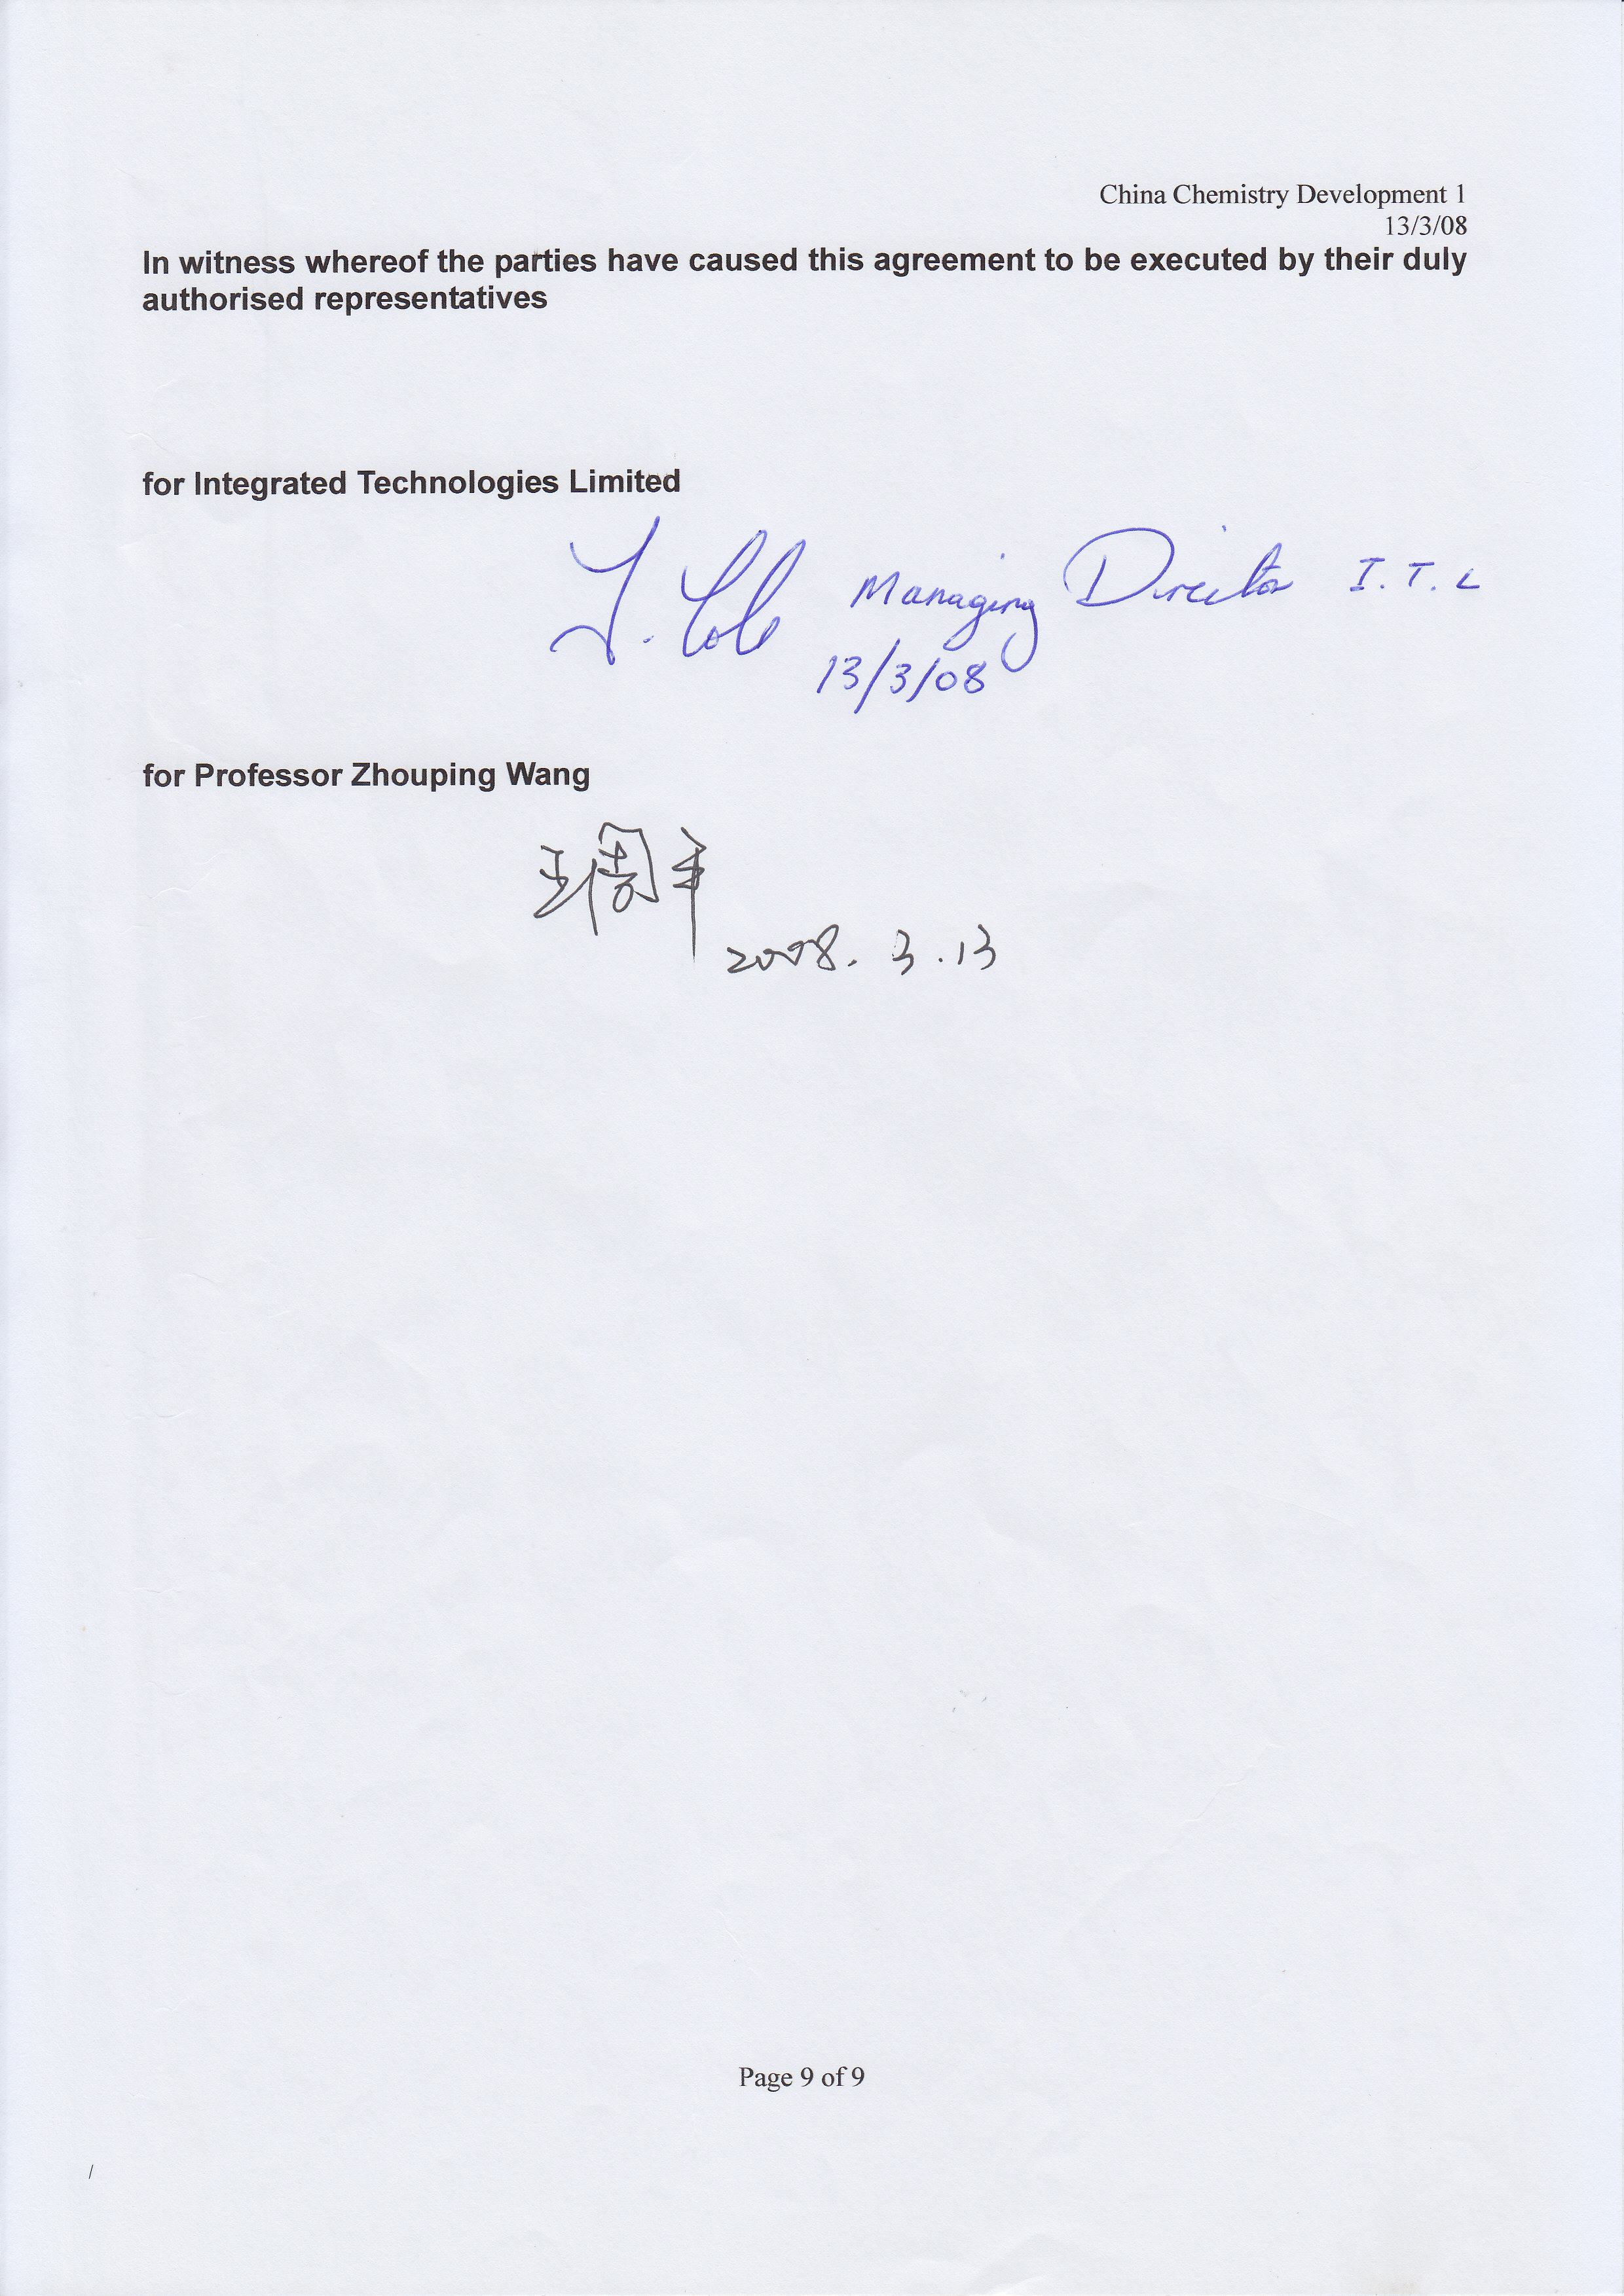 China Chemistry Development 1
13/3/08
In witness whereof the parties have caused this agreement to be executed by their duly
authorised representatives
for Integrated Technologies Limited
Managing Director I.T.L
13/3/08
for Professor Zhouping Wang
王周平
2008.3.13
Page 9 of 9
/